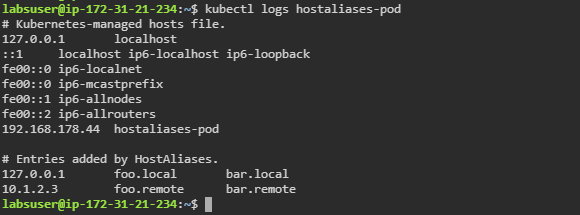 labsuser@ip-172-31-21-234:~$ kubectl logs hostaliases-pod
# Kubernetes-managed hosts file.
127.0.0.1       localhost
::1     localhost ip6-localhost ip6-loopback
fe00::0 ip6-localnet
fe00::0 ip6-mcastprefix
fe00::1 ip6-allnodes
fe00::2 ip6-allrouters
192.168.178.44  hostaliases-pod

# Entries added by HostAliases.
127.0.0.1       foo.local       bar.local
10.1.2.3        foo.remote      bar.remote
labsuser@ip-172-31-21-234:~$